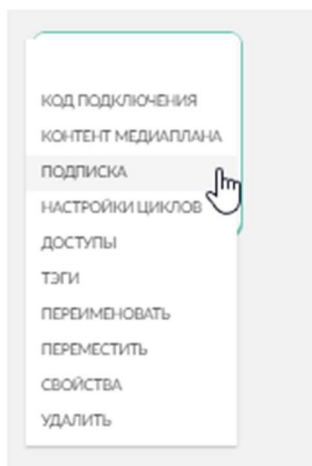 КОД ПОДКЛЮЧЕНИЯ
КОНТЕНТ МЕДИАПЛАНА
ПОДПИСКА
НАСТРОЙКИ ЦИКЛОВ
ДОСТУПЫ
ТЭГИ
ПЕРЕИМЕНОВАТЬ
ПЕРЕМЕСТИТЬ
СВОЙСТВА
УДАЛИТЬ